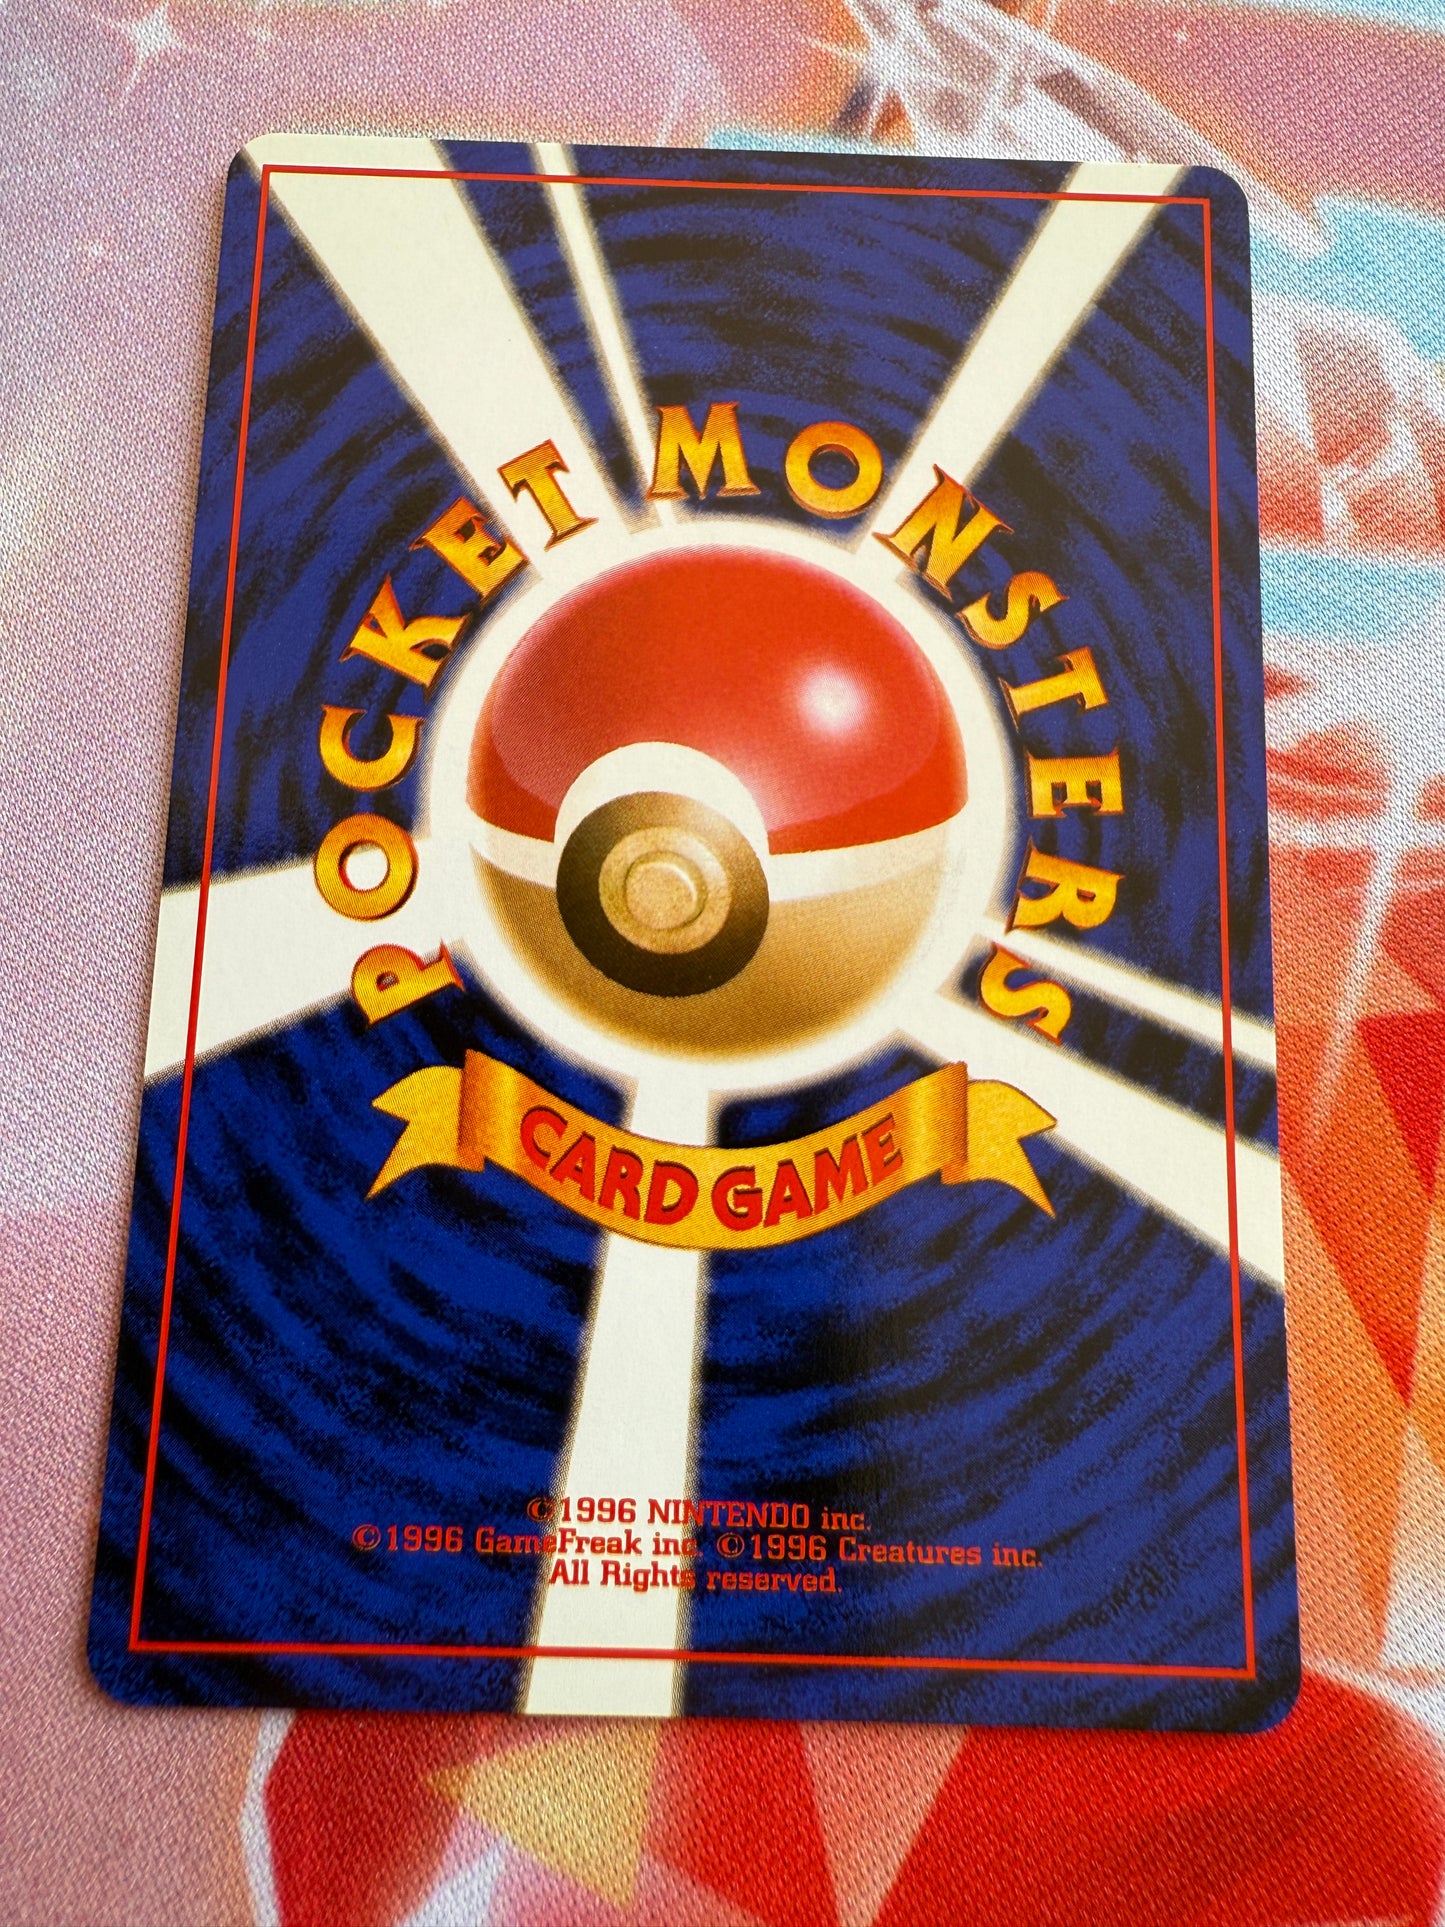 POCKET MONSTERS
CARD GAME
©1996 NINTENDO inc.
©1996 GameFreak inc. ©1996 Creatures inc.
All Rights reserved.